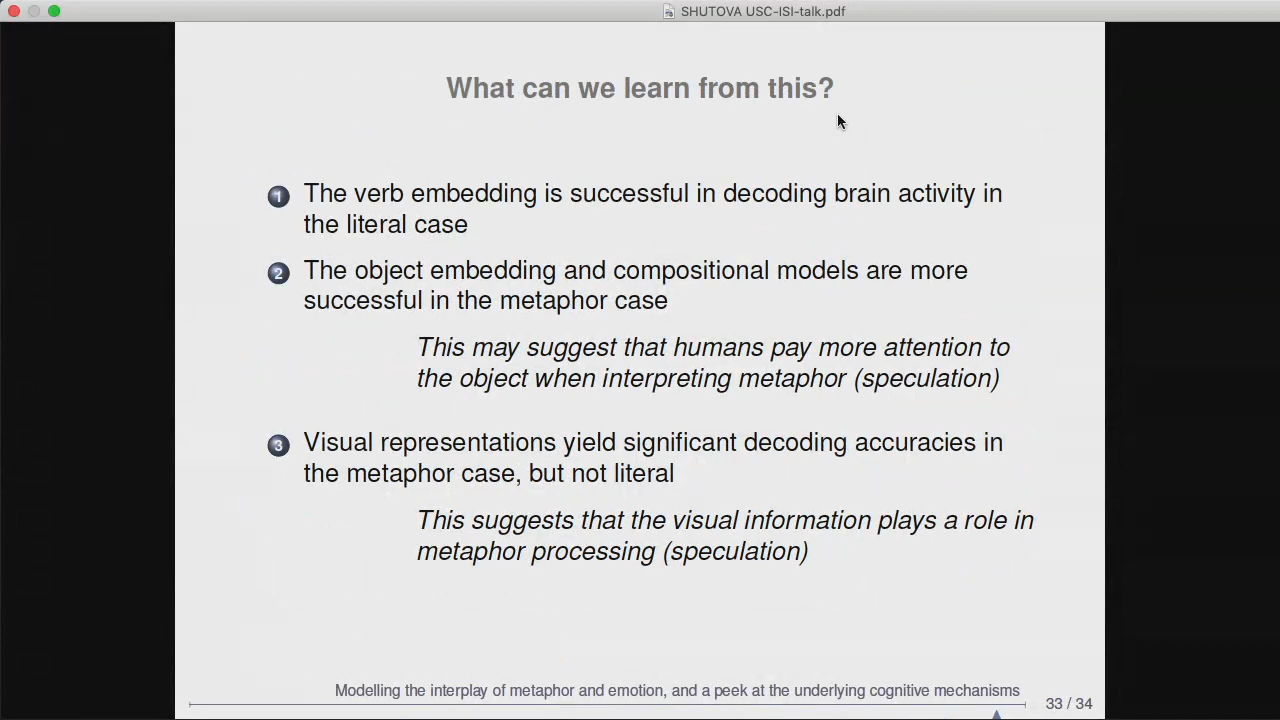 SHUTOVA USC-ISI-talk.pdf
What can we learn from this?
1 The verb embedding is successful in decoding brain activity in
the literal case
2 The object embedding and compositional models are more
successful in the metaphor case
This may suggest that humans pay more attention to
the object when interpreting metaphor (speculation)
3 Visual representations yield significant decoding accuracies in
the metaphor case, but not literal
This suggests that the visual information plays a role in
metaphor processing (speculation)
Modelling the interplay of metaphor and emotion, and a peek at the underlying cognitive mechanisms
33 / 34